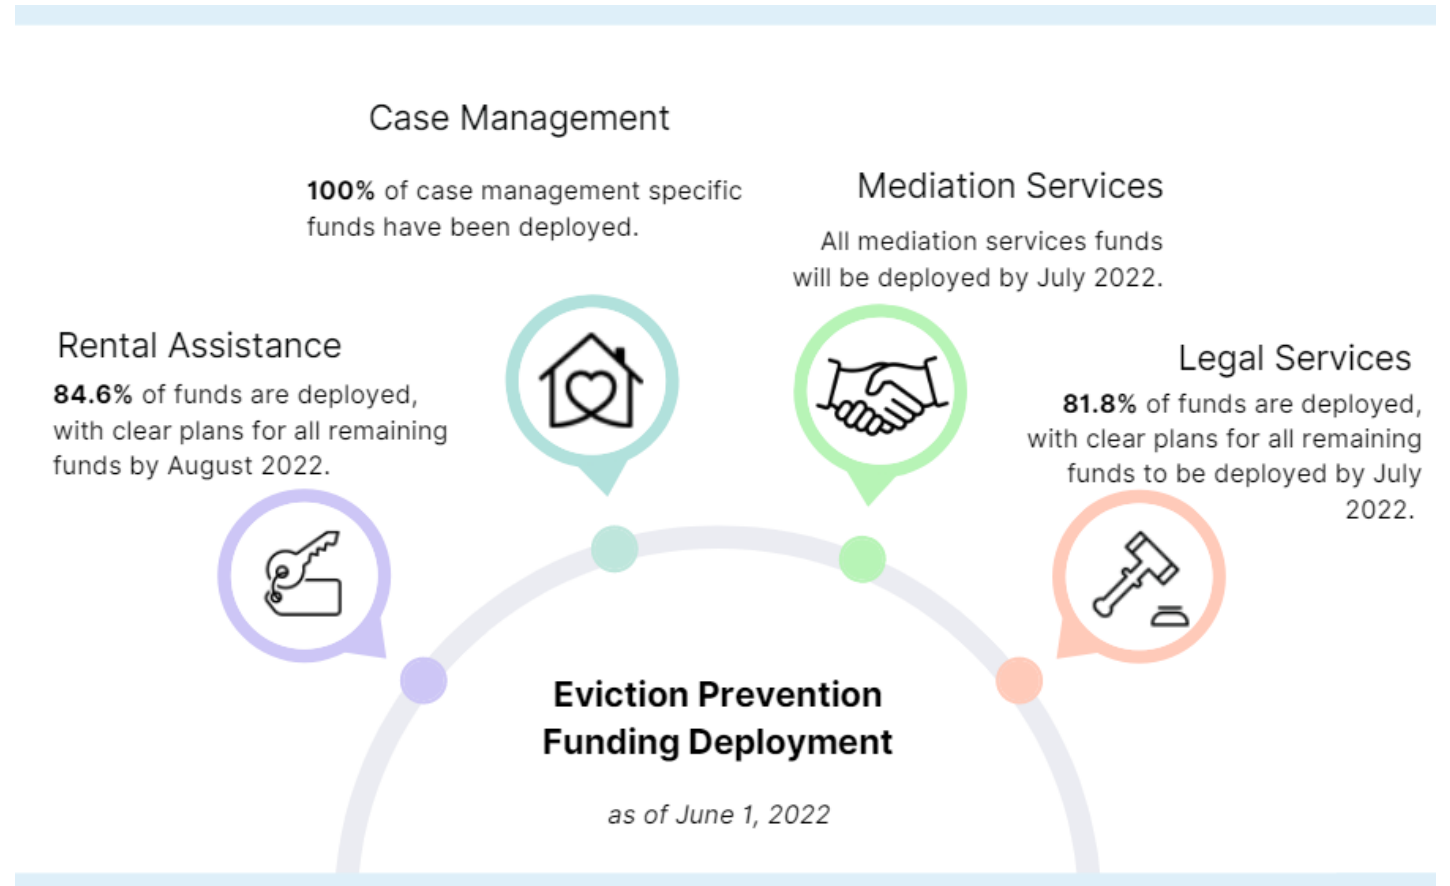 Case Management
100% of case management specific
funds have been deployed.
Mediation Services
All mediation services funds
will be deployed by July 2022.
Rental Assistance
84.6% of funds are deployed,
with clear plans for all remaining
funds by August 2022.
Legal Services
81.8% of funds are deployed,
with clear plans for all remaining
funds to be deployed by July
2022.
Eviction Prevention
Funding Deployment
as of June 1, 2022